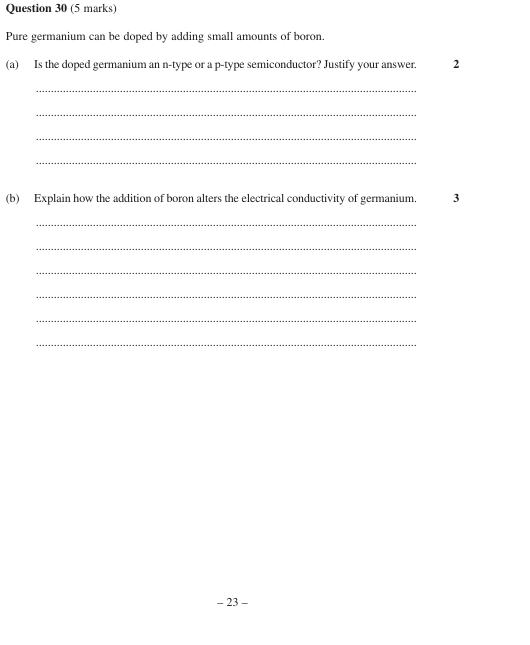 Question 30 (5 marks)
Pure germanium can be doped by adding small amounts of boron.
(a) Is the doped germanium an n-type or a p-type semiconductor? Justify your answer. 2
(b) Explain how the addition of boron alters the electrical conductivity of germanium. 3
– 23 –